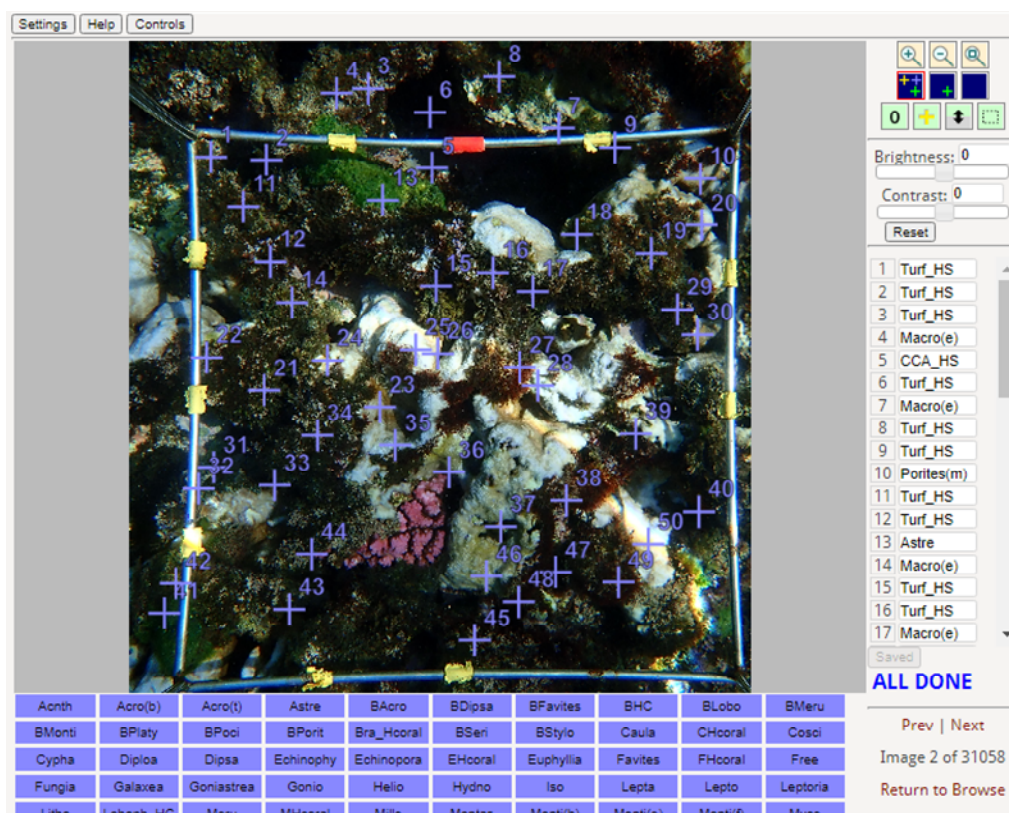 Settings Help Controls
8
4 3
6
7
1 2 5 9
10
11 13
20
18
12 19
16
15 17
14
29
30
22 24 25 26
27
28
21
23
34 35 39
31
36
32 33
38
37 40
50
44
42 46 47
49
43 48
41
45
0
Brightness: 0
Contrast: 0
Reset
1 Turf_HS
2 Turf_HS
3 Turf_HS
4 Macro(e)
5 CCA_HS
6 Turf_HS
7 Macro(e)
8 Turf_HS
9 Turf_HS
10 Porites(m)
11 Turf_HS
12 Turf_HS
13 Astre
14 Macro(e)
15 Turf_HS
16 Turf_HS
17 Macro(e)
Saved
ALL DONE
Prev | Next
Image 2 of 31058
Return to Browse
Acnth Acro(b) Acro(t) Astre BAcro BDipsa BFavites BHC BLobo BMeru
BMonti BPlaty BPoci BPorit Bra_Hcoral BSeri BStylo Caula CHcoral Cosci
Cypha Diploa Dipsa Echinophy Echinopora EHcoral Euphyllia Favites FHcoral Free
Fungia Galaxea Goniastrea Gonio Helio Hydno Iso Lepta Lepto Leptoria